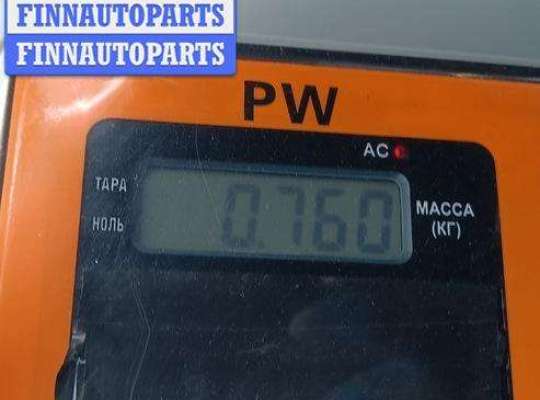 FINNAUTOPARTS
FINNAUTOPARTS
PW
AC
ТАРА
НОЛЬ
0.760
МАССА
(КГ)